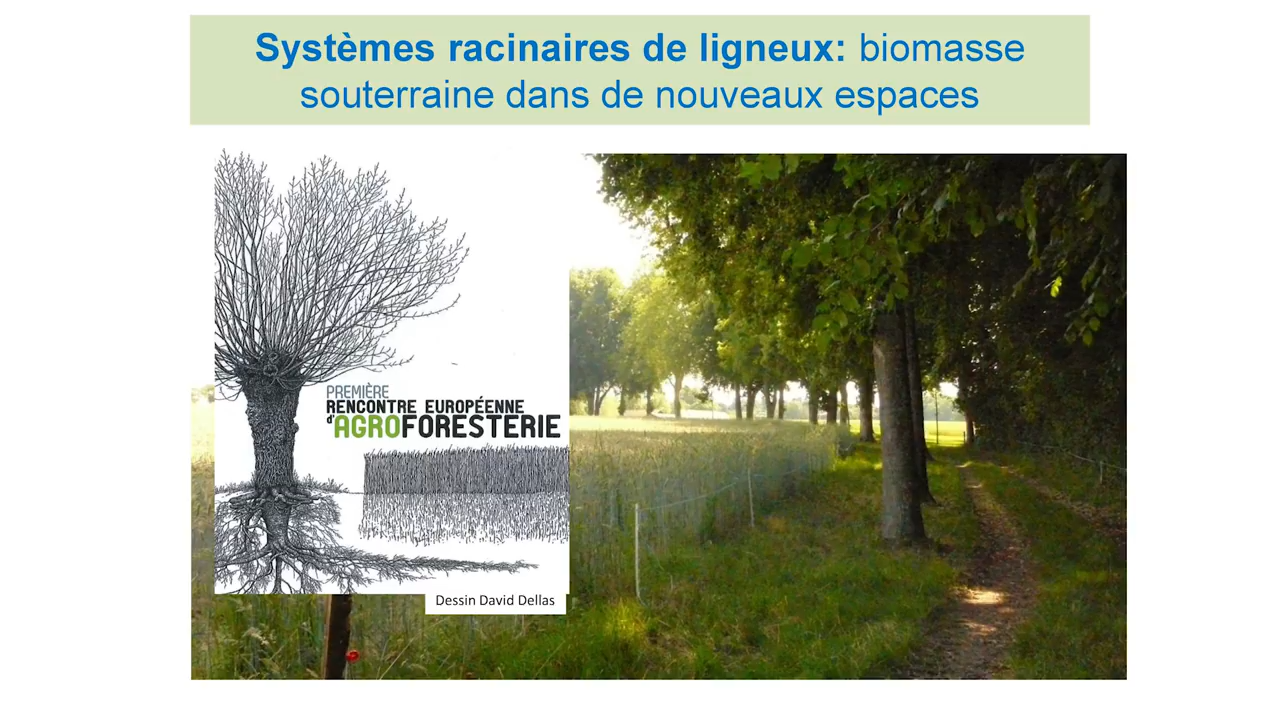 Systèmes racinaires de ligneux: biomasse
souterraine dans de nouveaux espaces
PREMIÈRE
RENCONTRE EUROPÉENNE
d'AGROFORESTERIE
Dessin David Dellas